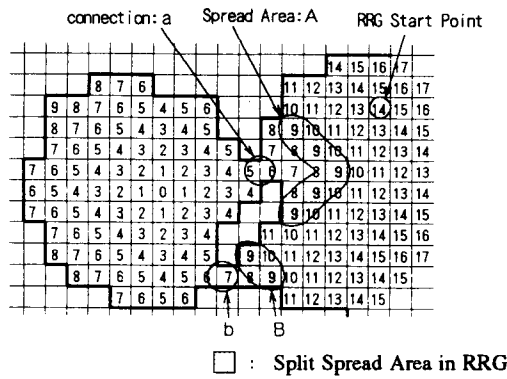 connection: a Spread Area: A RRG Start Point
14 15 16 17
8 7 6 11 12 13 14 15 16 17
9 8 7 6 5 4 5 6 10 11 12 13 14 15 16
8 7 6 5 4 3 4 5 8 9 10 11 12 13 14 15
7 6 5 4 3 2 3 4 5 7 8 9 10 11 12 13 14
7 6 5 4 3 2 1 2 3 4 5 6 7 8 9 10 11 12 13
6 5 4 3 2 1 0 1 2 3 4 8 9 10 11 12 13 14
7 6 5 4 3 2 1 2 3 4 9 10 11 12 13 14 15
7 6 5 4 3 2 3 4 5 11 10 11 12 13 14 15 16
8 7 6 5 4 3 4 5 6 9 10 11 12 13 14 15 16 17
8 7 6 5 4 5 6 7 8 9 10 11 12 13 14 15
7 6 5 6 11 12 13 14 15
b B
: Split Spread Area in RRG